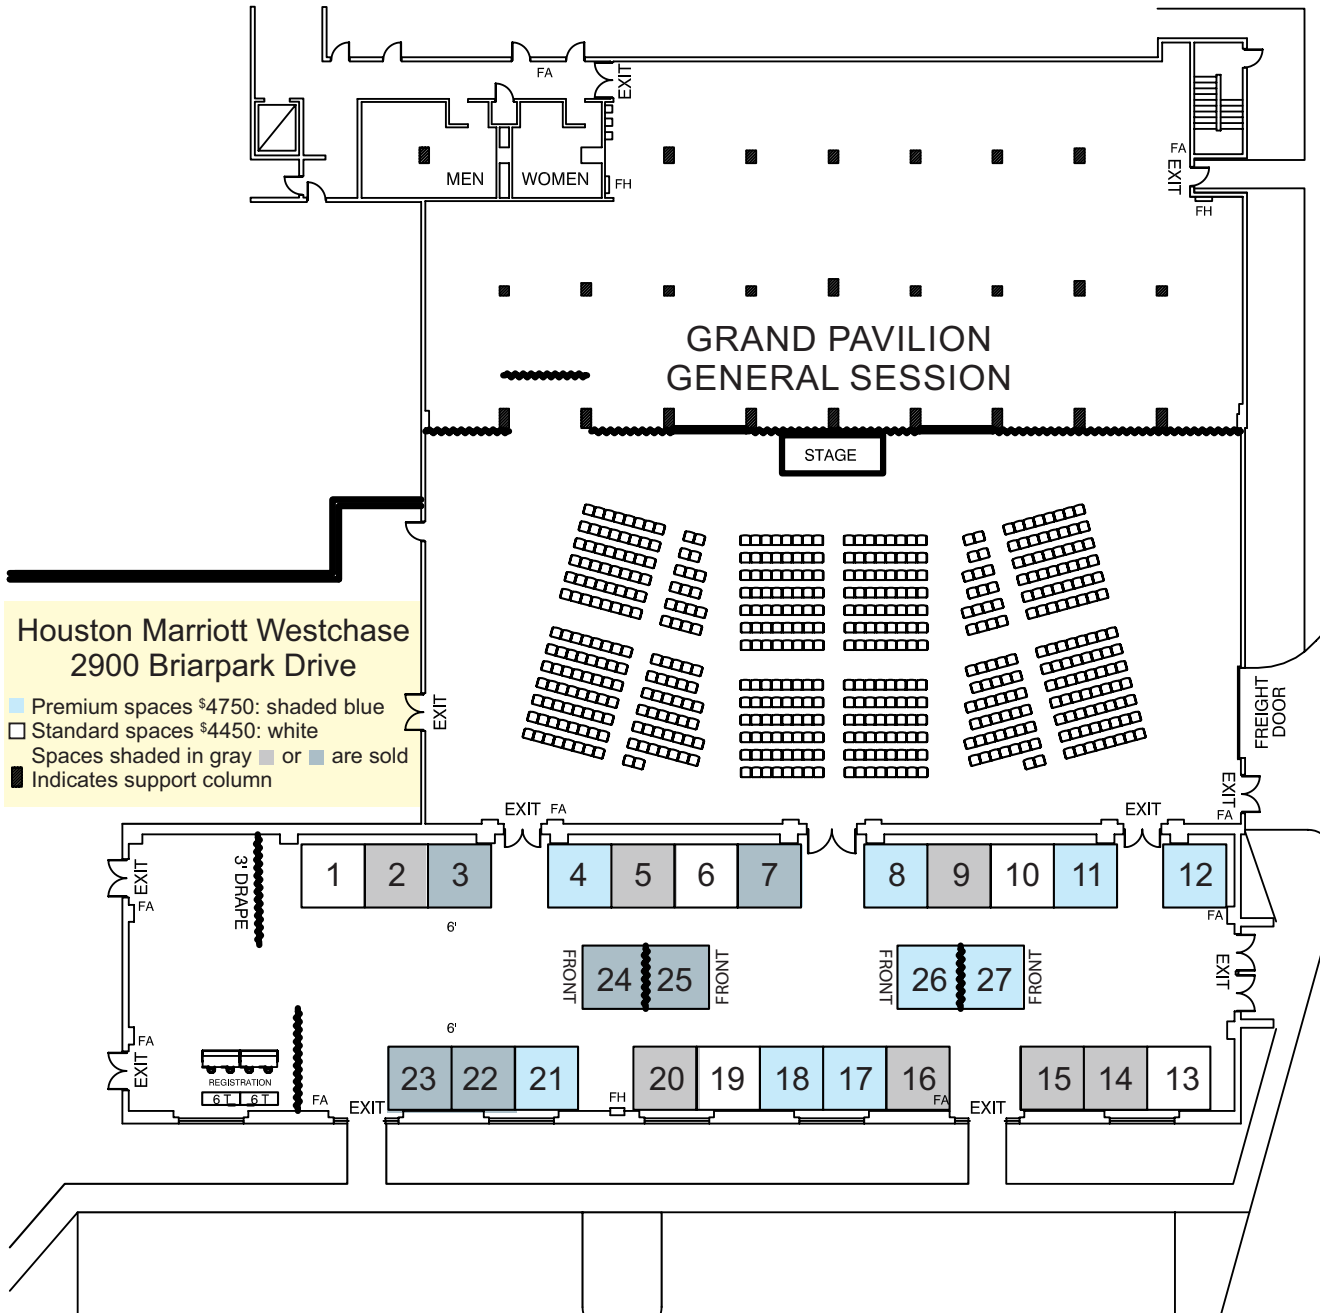 FA
EXIT
MEN
WOMEN
FH
FA
EXIT
FH
GRAND PAVILION
GENERAL SESSION
STAGE
Houston Marriott Westchase
2900 Briarpark Drive
Premium spaces $4750: shaded blue
Standard spaces $4450: white
Spaces shaded in gray or are sold
Indicates support column
EXIT
FREIGHT
DOOR
EXIT
FA
EXIT FA
EXIT
EXIT
FA
3' DRAPE
1 2 3 4 5 6 7 8 9 10 11 12
FA
6'
FRONT 24 25 FRONT
FRONT 26 27 FRONT
EXIT
6'
FA
EXIT
REGISTRATION
6 T 6 T
23 22 21 20 19 18 17 16 15 14 13
FA
EXIT
FH
FA
EXIT